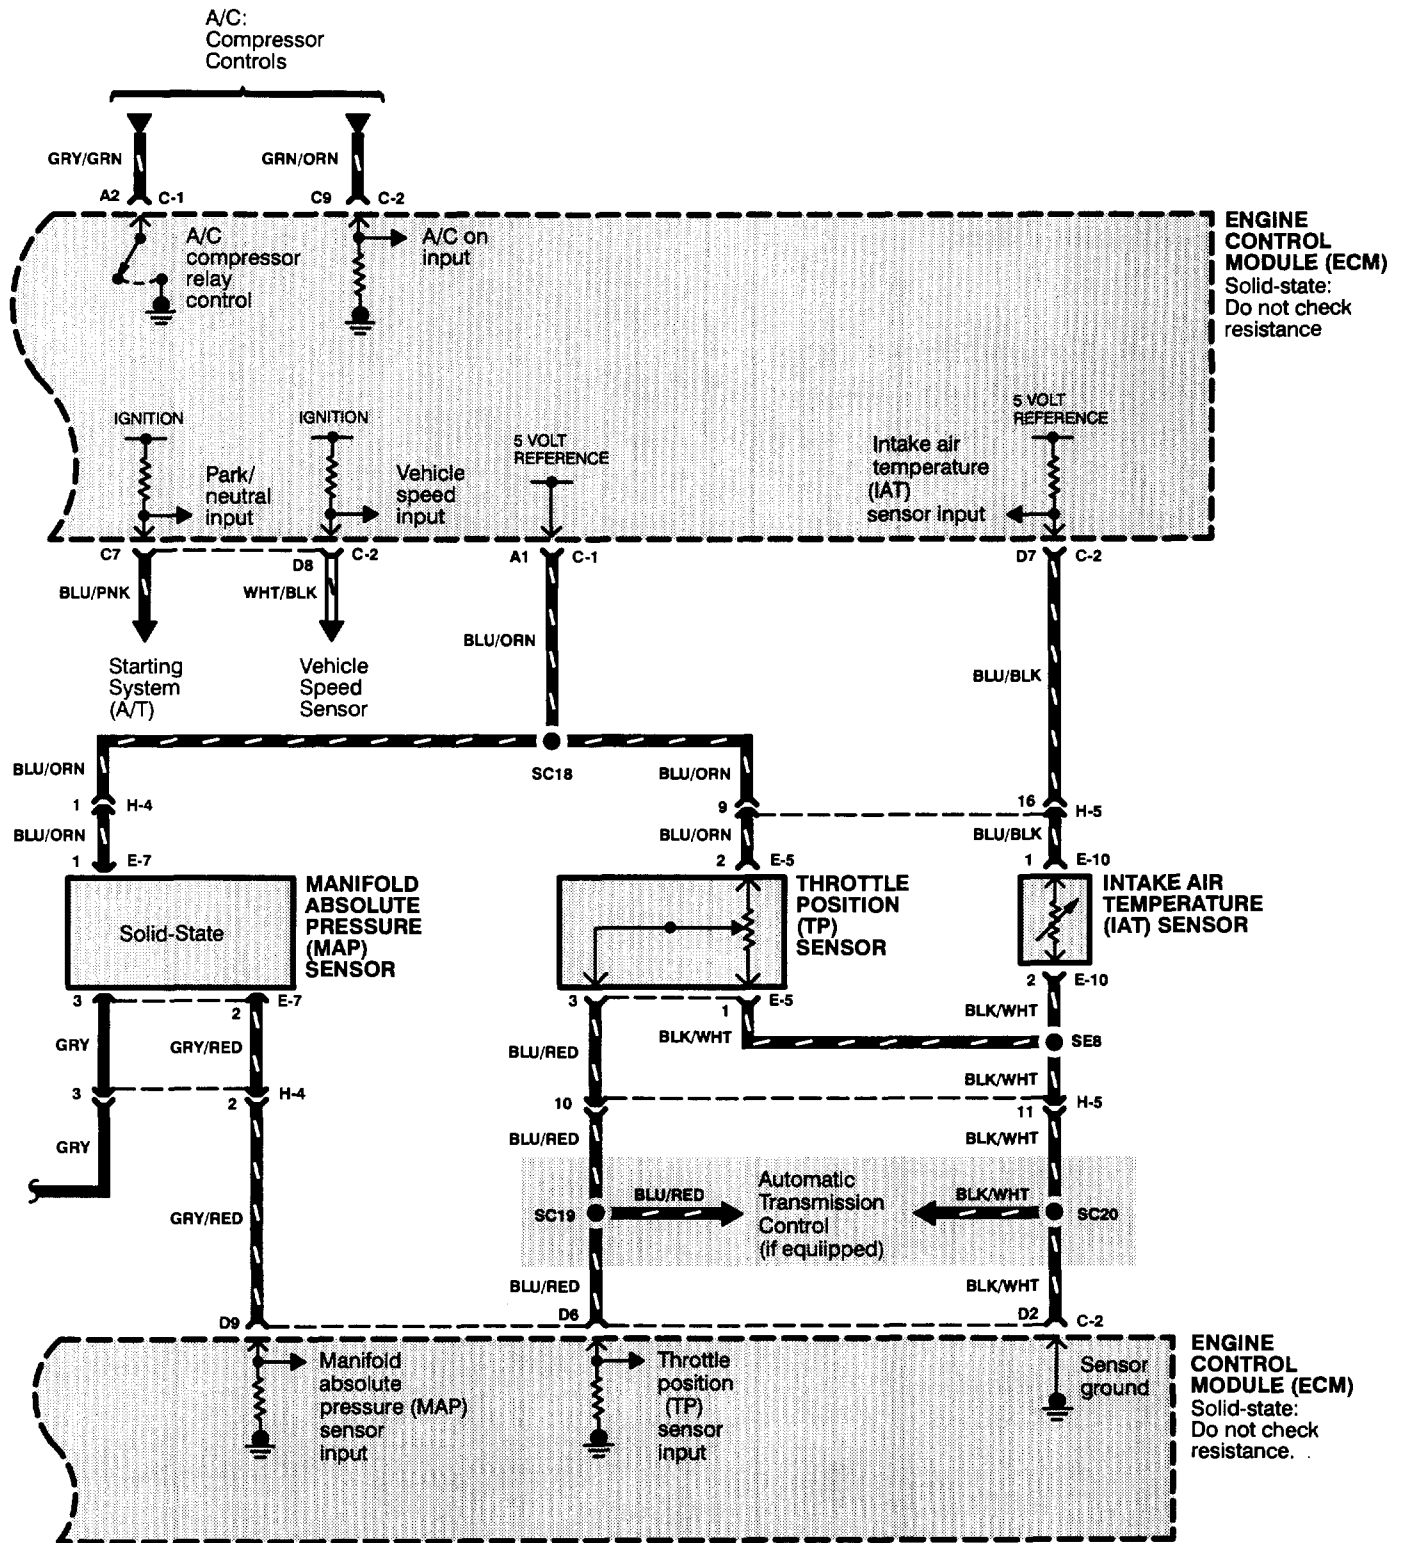 A/C:
Compressor
Controls
GRY/GRN
GRN/ORN
A2 C-1
C9 C-2
ENGINE
CONTROL
MODULE (ECM)
Solid-state:
Do not check
resistance
A/C
compressor
relay
control
A/C on
input
IGNITION
Park/
neutral
input
IGNITION
Vehicle
speed
input
5 VOLT
REFERENCE
Intake air
temperature
(IAT)
sensor input
5 VOLT
REFERENCE
C7
D8
C-2
A1 C-1
D7 C-2
BLU/PNK
WHT/BLK
BLU/ORN
BLU/BLK
Starting
System
(A/T)
Vehicle
Speed
Sensor
SC18
BLU/ORN
BLU/ORN
1 H-4
9
16
H-5
BLU/ORN
BLU/ORN
BLU/BLK
1 E-7
2 E-5
1 E-10
Solid-State
MANIFOLD
ABSOLUTE
PRESSURE
(MAP)
SENSOR
THROTTLE
POSITION
(TP)
SENSOR
INTAKE AIR
TEMPERATURE
(IAT) SENSOR
3
2
E-7
3
1
E-5
2 E-10
GRY
GRY/RED
BLU/RED
BLK/WHT
BLK/WHT
SE8
BLK/WHT
3
2
H-4
10
11
H-5
GRY
BLU/RED
BLK/WHT
GRY/RED
SC19
BLU/RED
Automatic
Transmission
Control
(if equiipped)
BLK/WHT
SC20
BLU/RED
BLK/WHT
D9
D6
D2
C-2
Manifold
absolute
pressure (MAP)
sensor
input
Throttle
position
(TP)
sensor
input
Sensor
ground
ENGINE
CONTROL
MODULE (ECM)
Solid-state:
Do not check
resistance.